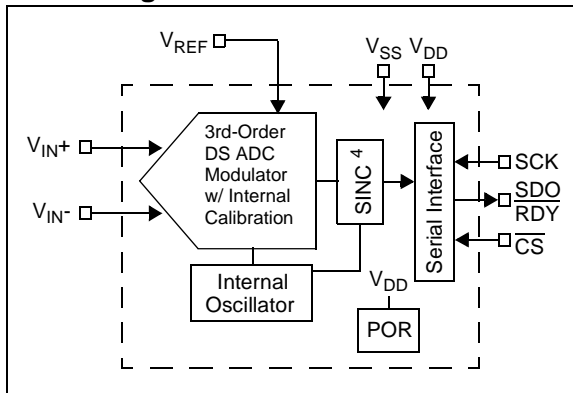 V_REF
V_SS V_DD
V_IN+
V_IN-
3rd-Order
DS ADC
Modulator
w/ Internal
Calibration
SINC 4
Serial Interface
SCK
SDO
RDY
CS
Internal
Oscillator
V_DD
POR